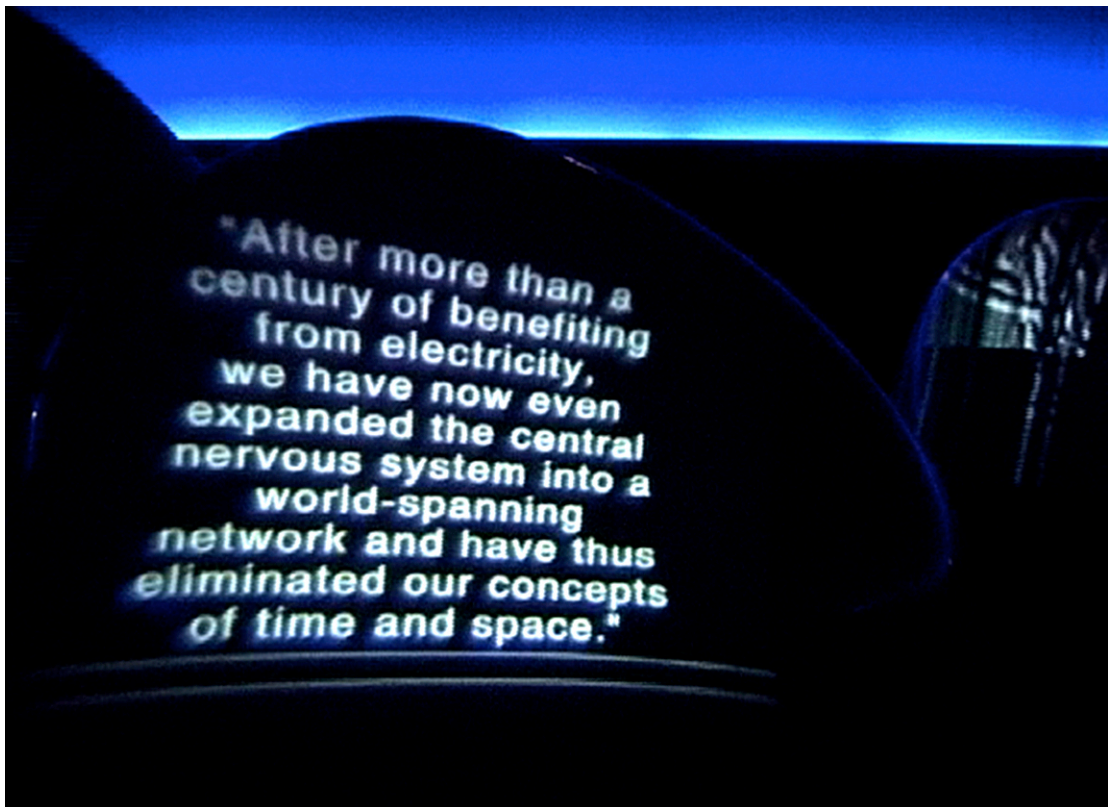 "After more than a
century of benefiting
from electricity,
we have now even
expanded the central
nervous system into a
world-spanning
network and have thus
eliminated our concepts
of time and space."